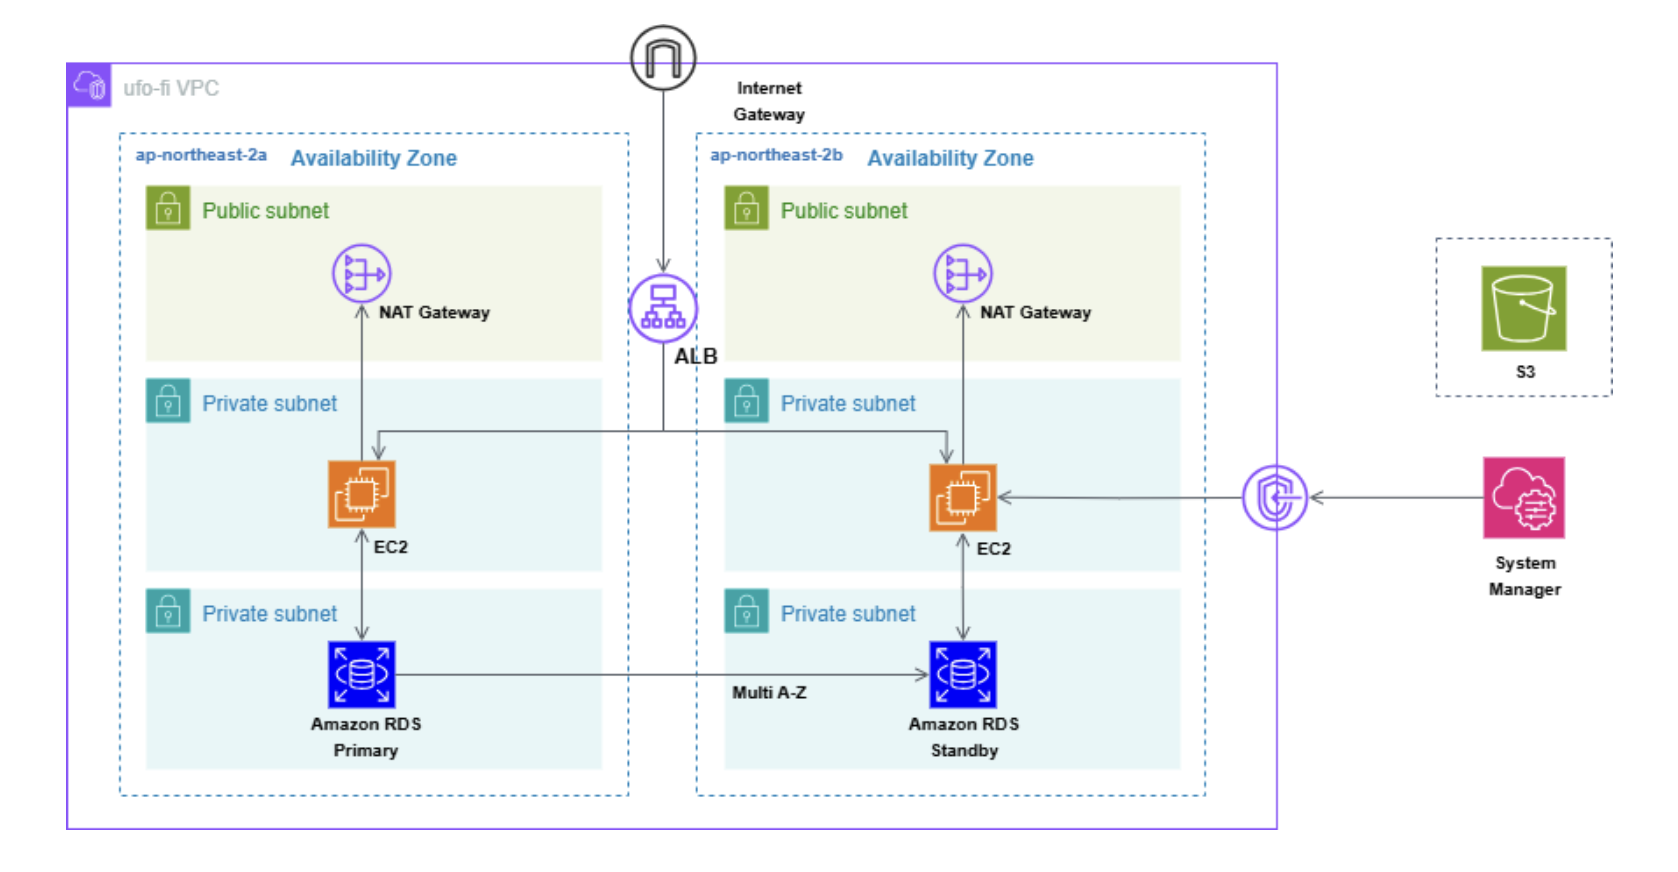 ufo-fi VPC
Internet
Gateway
ap-northeast-2a
Availability Zone
Public subnet
NAT Gateway
Private subnet
EC2
Private subnet
Amazon RDS
Primary
ALB
Multi A-Z
ap-northeast-2b
Availability Zone
Public subnet
NAT Gateway
Private subnet
EC2
Private subnet
Amazon RDS
Standby
S3
System
Manager